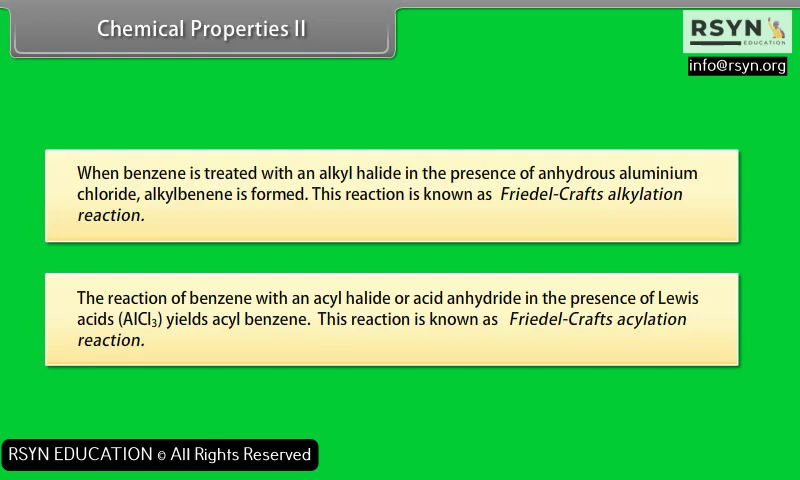 Chemical Properties II
RSYN
EDUCATION
info@rsyn.org
When benzene is treated with an alkyl halide in the presence of anhydrous aluminium
chloride, alkylbenene is formed. This reaction is known as Friedel-Crafts alkylation
reaction.
The reaction of benzene with an acyl halide or acid anhydride in the presence of Lewis
acids (AlCl₃) yields acyl benzene. This reaction is known as Friedel-Crafts acylation
reaction.
RSYN EDUCATION © All Rights Reserved